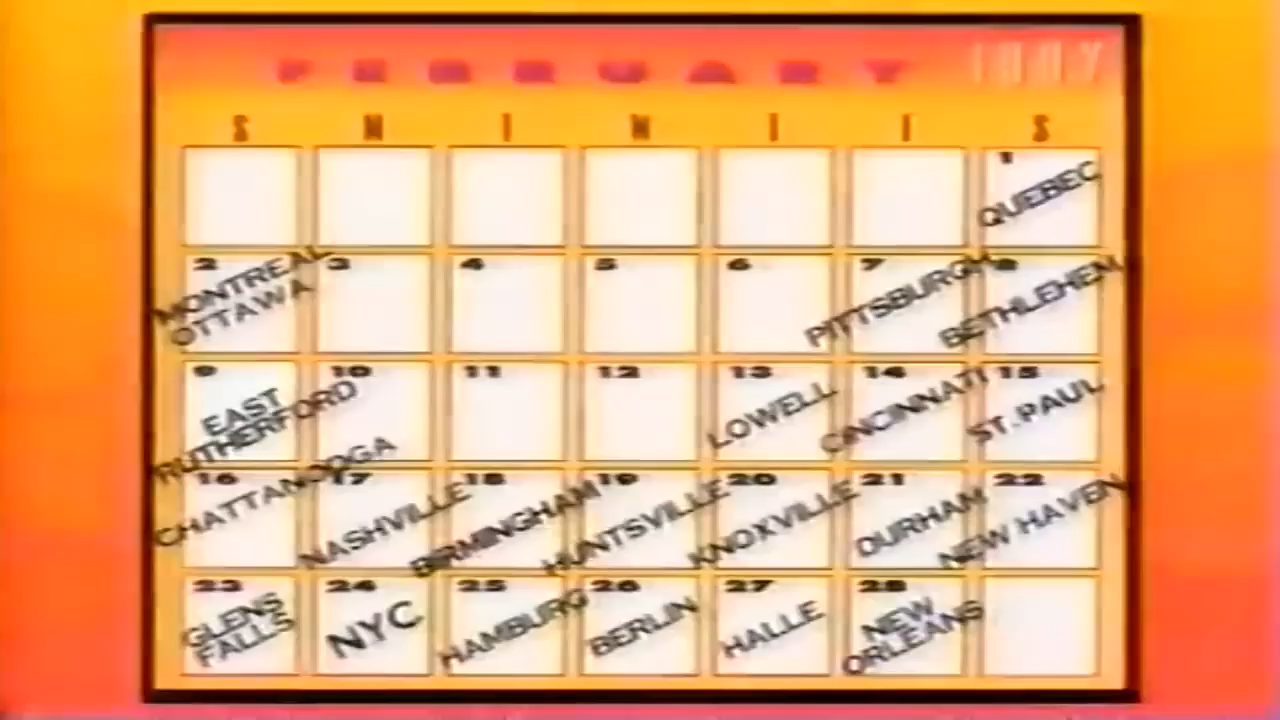 FEBRUARY 1997
S M T W T F S
1
QUEBEC
2 3 4 5 6 7 8
MONTREAL
OTTAWA
PITTSBURGH
BETHLEHEM
9 10 11 12 13 14 15
EAST
RUTHERFORD
LOWELL
CINCINNATI
ST. PAUL
16 17 18 19 20 21 22
CHATTANOOGA
NASHVILLE
BIRMINGHAM
HUNTSVILLE
KNOXVILLE
DURHAM
NEW HAVEN
23 24 25 26 27 28
GLENS
FALLS
NYC
HAMBURG
BERLIN
HALLE
NEW
ORLEANS